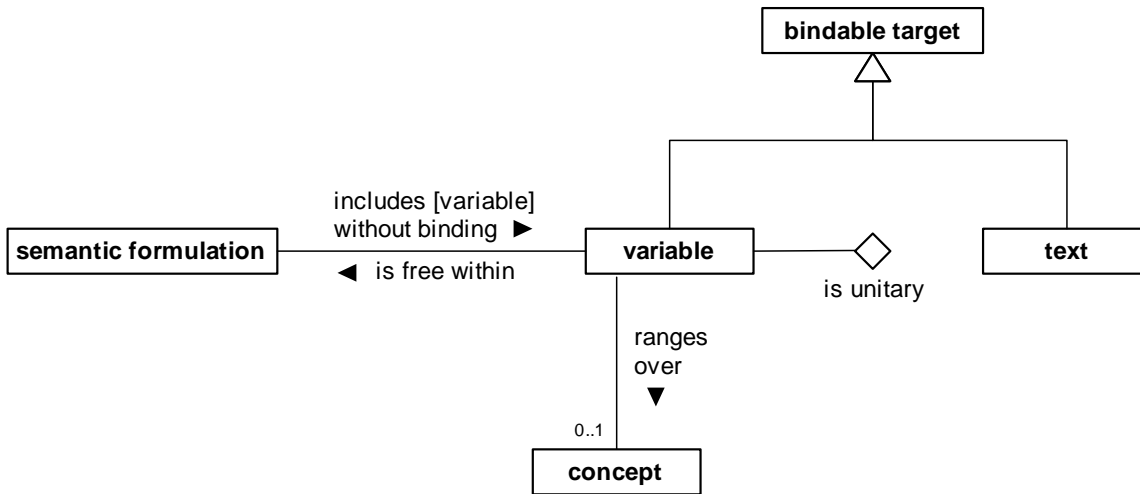 bindable target
includes [variable]
without binding ►
semantic formulation
variable
text
◄ is free within
is unitary
ranges
over
▼
0..1
concept